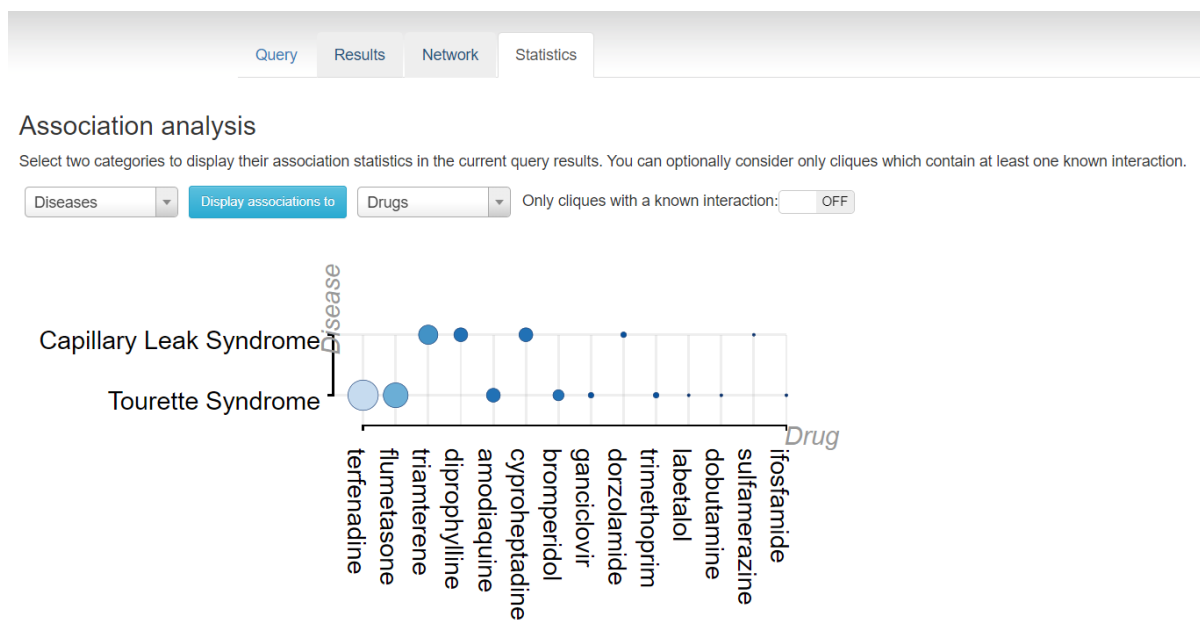 Query Results Network Statistics
Association analysis
Select two categories to display their association statistics in the current query results. You can optionally consider only cliques which contain at least one known interaction.
Diseases Display associations to Drugs Only cliques with a known interaction: OFF
Disease
Capillary Leak Syndrome
Tourette Syndrome
Drug
terfenadine
flumetasone
triamterene
diprophylline
amodiaquine
cyproheptadine
bromperidol
ganciclovir
dorzolamide
trimethoprim
labetalol
dobutamine
sulfamerazine
ifosfamide